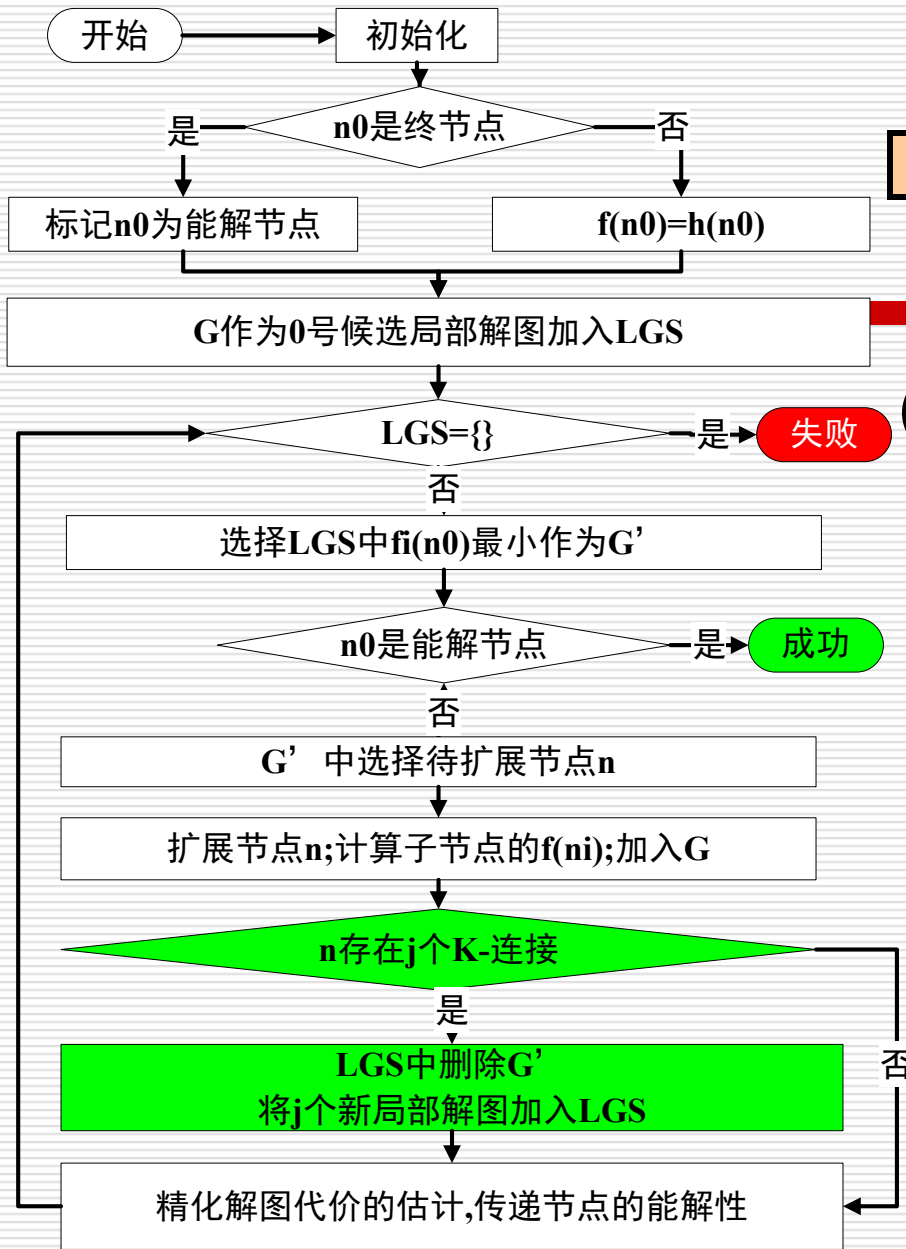 开始
初始化
n0是终节点
是
否
标记n0为能解节点
f(n0)=h(n0)
G作为0号候选局部解图加入LGS
LGS={}
是
失败
否
选择LGS中fi(n0)最小作为G’
n0是能解节点
是
成功
否
G’ 中选择待扩展节点n
扩展节点n;计算子节点的f(ni);加入G
n存在j个K-连接
是
否
LGS中删除G’
将j个新局部解图加入LGS
精化解图代价的估计,传递节点的能解性